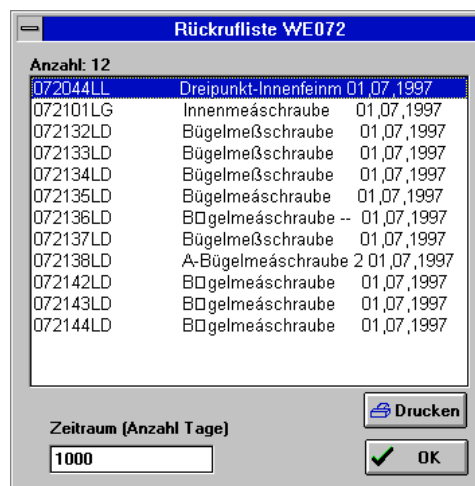 Rückrufliste WE072
Anzahl: 12
072044LL Dreipunkt-Innenfeinm 01,07,1997
072101LG Innenmeáschraube 01,07,1997
072132LD Bügelmeßschraube 01,07,1997
072133LD Bügelmeßschraube 01,07,1997
072134LD Bügelmeßschraube 01,07,1997
072135LD Bügelmeáschraube 01,07,1997
072136LD B□gelmeáschraube -- 01,07,1997
072137LD Bügelmeßschraube 01,07,1997
072138LD A-Bügelmeáschraube 2 01,07,1997
072142LD B□gelmeáschraube 01,07,1997
072143LD B□gelmeáschraube 01,07,1997
072144LD B□gelmeáschraube 01,07,1997
Drucken
Zeitraum (Anzahl Tage)
1000
OK